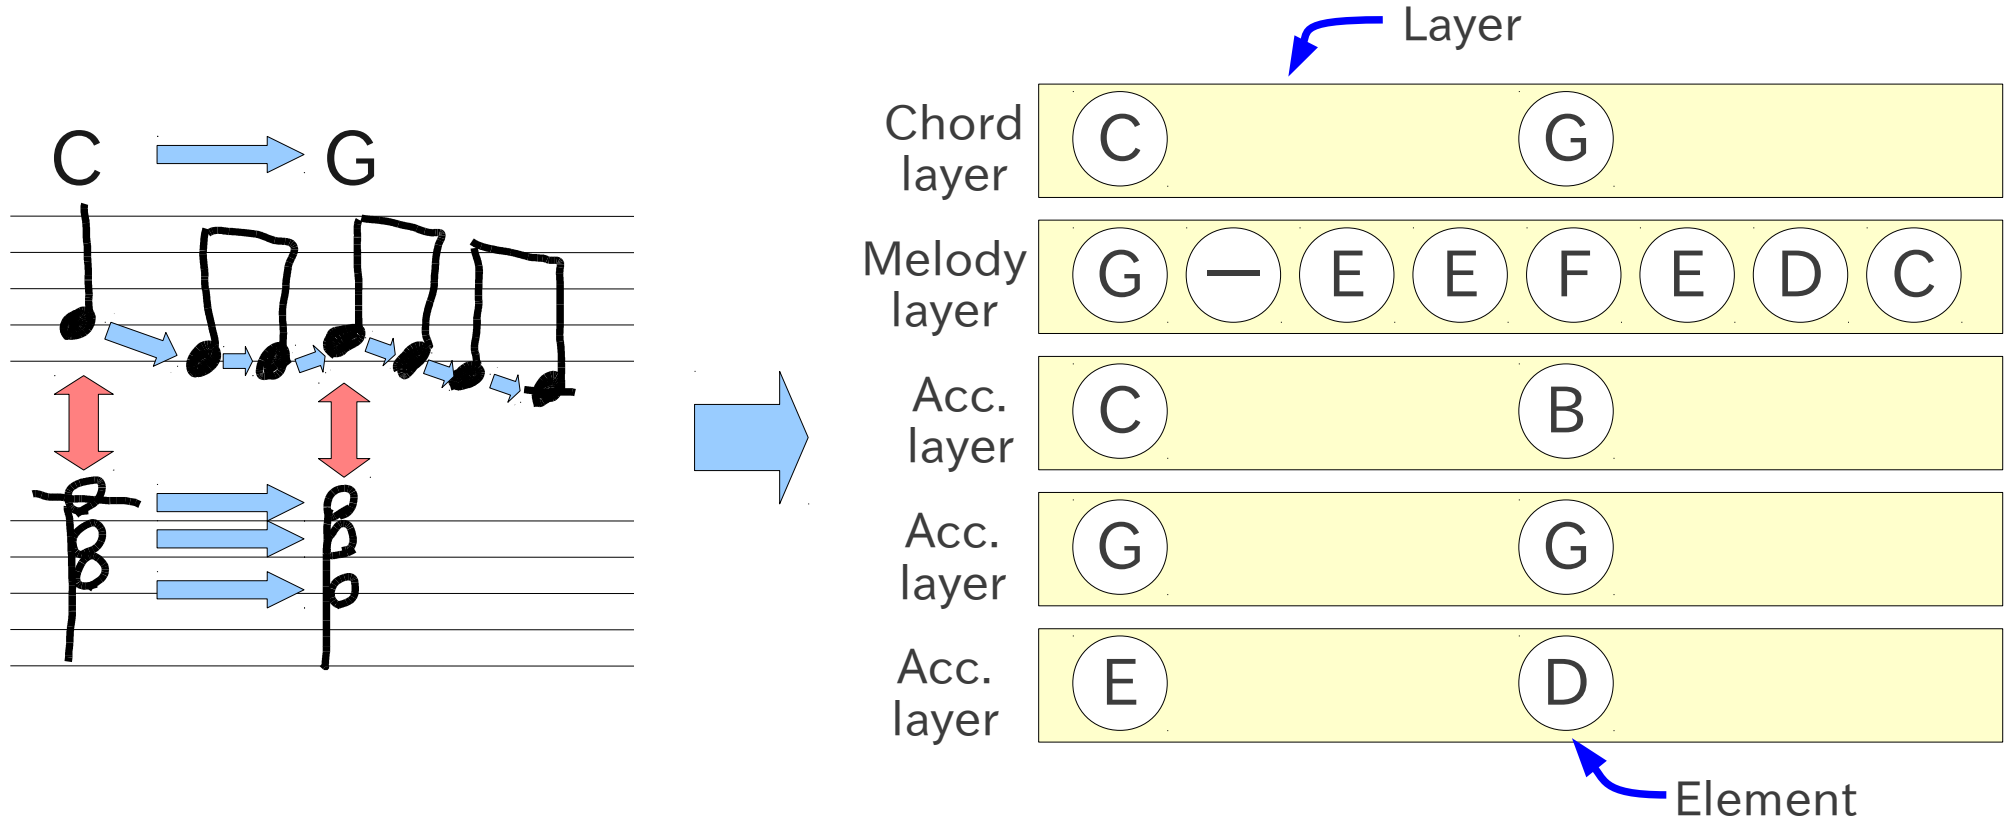 C G
Layer
Chord
layer
C G
Melody
layer
G — E E F E D C
Acc.
layer
C B
Acc.
layer
G G
Acc.
layer
E D
Element